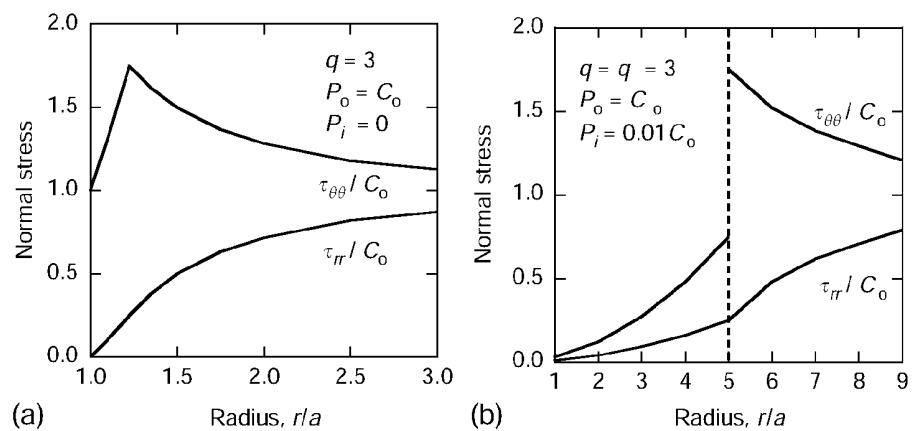 2.0
1.5
1.0
0.5
0.0
Normal stress
q = 3
P_o = C_o
P_i = 0
τ_θθ / C_o
τ_rr / C_o
1.0 1.5 2.0 2.5 3.0
(a) Radius, r/a
2.0
1.5
1.0
0.5
0.0
Normal stress
q = q = 3
P_o = C_o
P_i = 0.01C_o
τ_θθ / C_o
τ_rr / C_o
1 2 3 4 5 6 7 8 9
(b) Radius, r/a